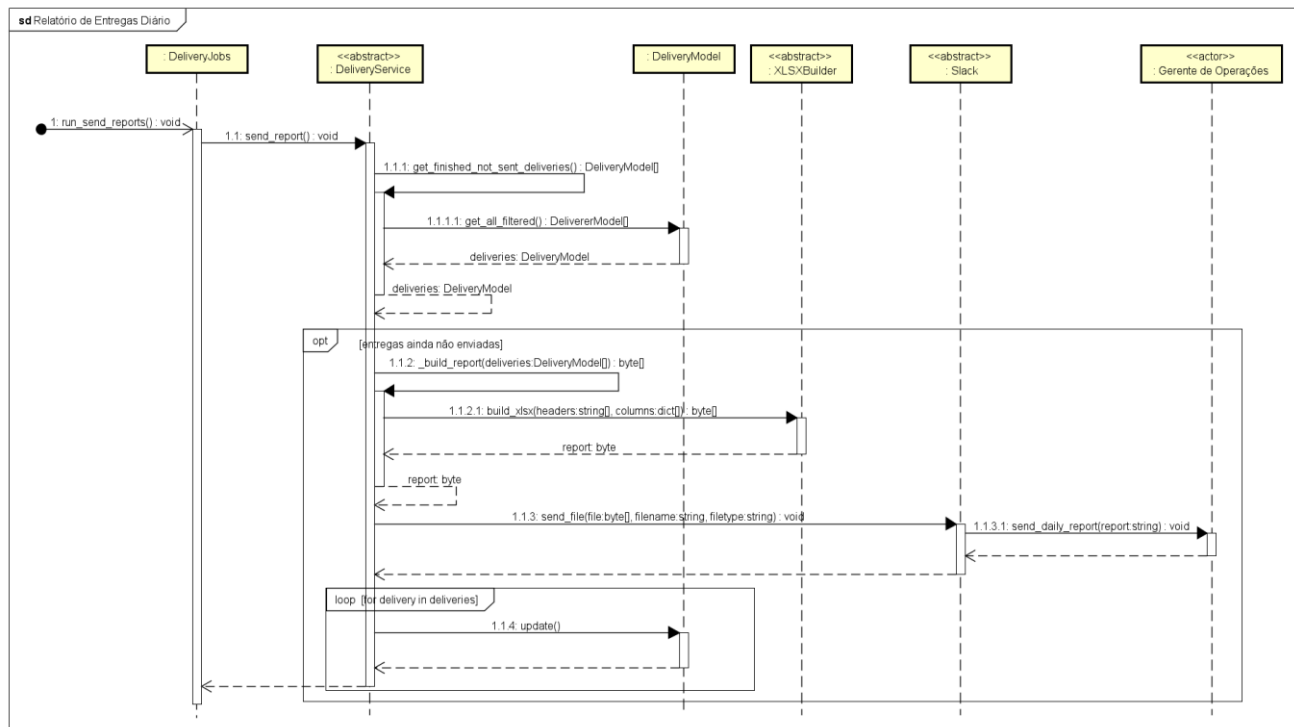 sd Relatório de Entregas Diário
: DeliveryJobs
<<abstract>>
: DeliveryService
: DeliveryModel
<<abstract>>
: XLSXBuilder
<<abstract>>
: Slack
<<actor>>
: Gerente de Operações
1: run_send_reports() : void
1.1: send_report() : void
1.1.1: get_finished_not_sent_deliveries() : DeliveryModel[]
1.1.1.1: get_all_filtered() : DelivererModel[]
deliveries: DeliveryModel
deliveries: DeliveryModel
opt
[entregas ainda não enviadas]
1.1.2: _build_report(deliveries:DeliveryModel[]) : byte[]
1.1.2.1: build_xlsx(headers:string[], columns:dict[]) : byte[]
report: byte
report: byte
1.1.3: send_file(file:byte[], filename:string, filetype:string) : void
1.1.3.1: send_daily_report(report:string) : void
loop [for delivery in deliveries]
1.1.4: update()